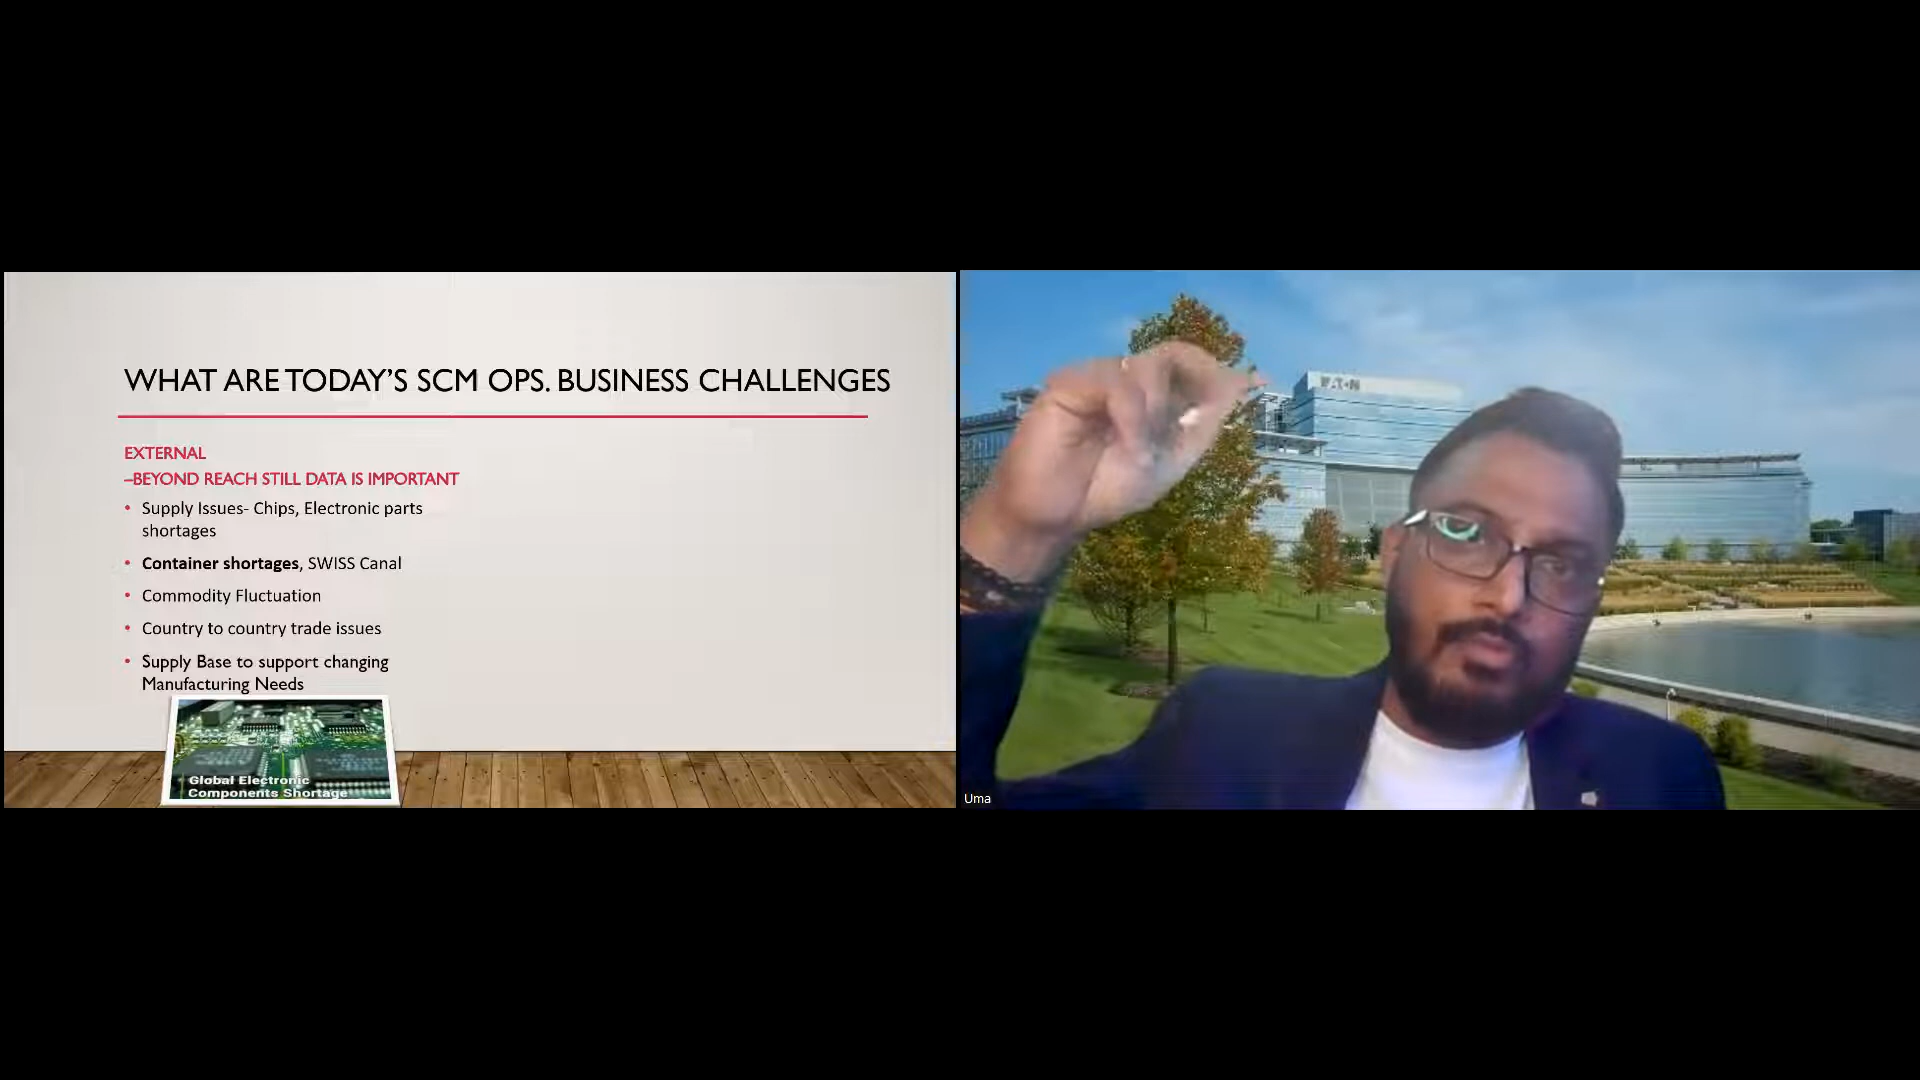 WHAT ARE TODAY'S SCM OPS. BUSINESS CHALLENGES
EXTERNAL
–BEYOND REACH STILL DATA IS IMPORTANT
• Supply Issues- Chips, Electronic parts
shortages
• Container shortages, SWISS Canal
• Commodity Fluctuation
• Country to country trade issues
• Supply Base to support changing
Manufacturing Needs
Global Electronic
Components Shortage
EATON
Uma